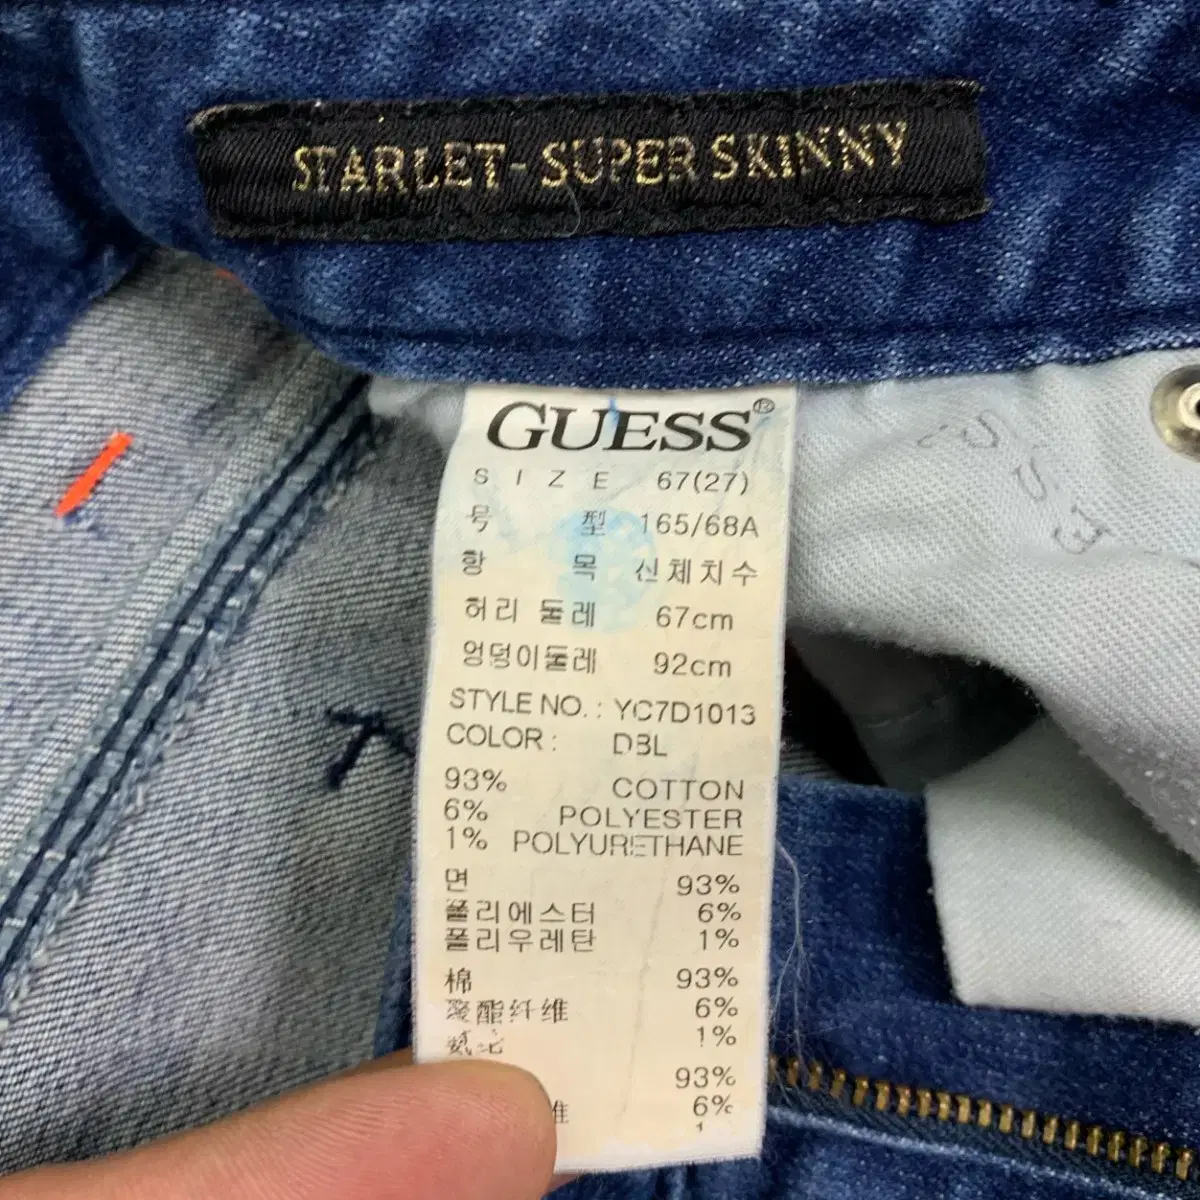 STARLET-SUPER SKINNY
GUESS®
SIZE 67(27)
号型 165/68A
항목 신체치수
허리 둘레 67cm
엉덩이둘레 92cm
STYLE NO. : YC7D1013
COLOR : DBL
93% COTTON
6% POLYESTER
1% POLYURETHANE
면 93%
폴리에스터 6%
폴리우레탄 1%
棉 93%
聚酯纤维 6%
1%
93%
维 6%